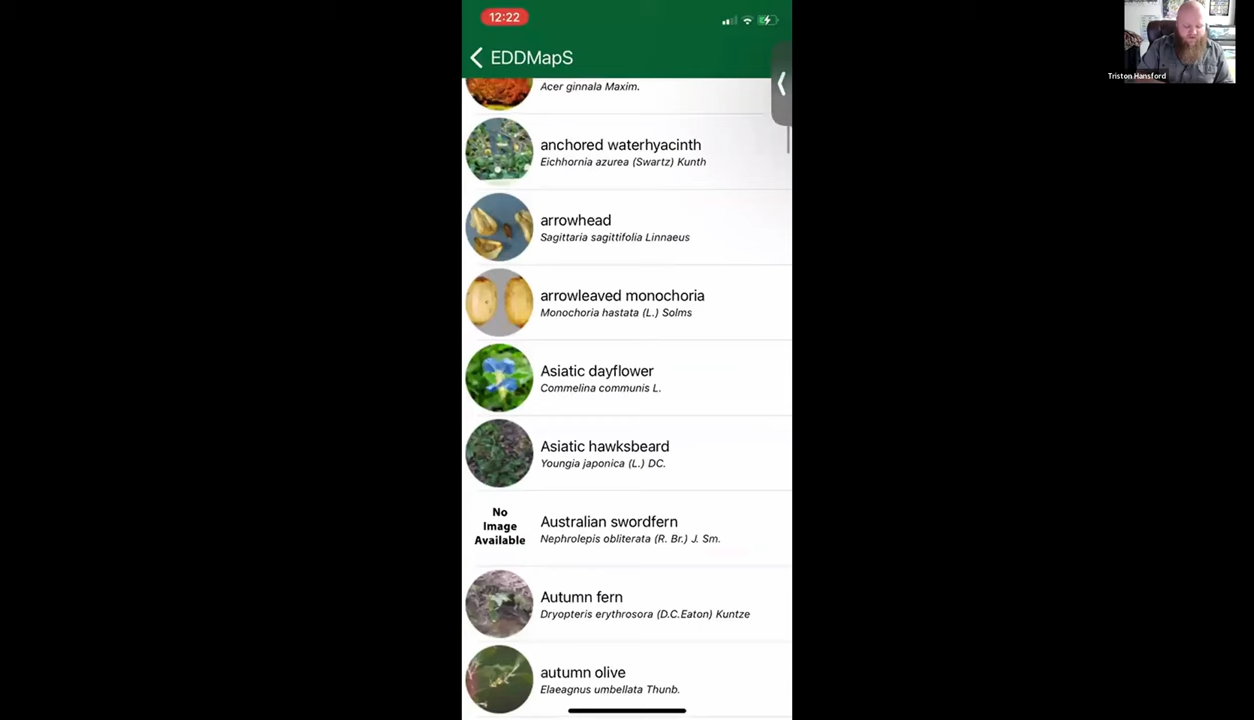 12:22
EDDMapS
Triston Hansford
Acer ginnala Maxim.
anchored waterhyacinth
Eichhornia azurea (Swartz) Kunth
arrowhead
Sagittaria sagittifolia Linnaeus
arrowleaved monochoria
Monochoria hastata (L.) Solms
Asiatic dayflower
Commelina communis L.
Asiatic hawksbeard
Youngia japonica (L.) DC.
No
Image
Available
Australian swordfern
Nephrolepis obliterata (R. Br.) J. Sm.
Autumn fern
Dryopteris erythrosora (D.C.Eaton) Kuntze
autumn olive
Elaeagnus umbellata Thunb.